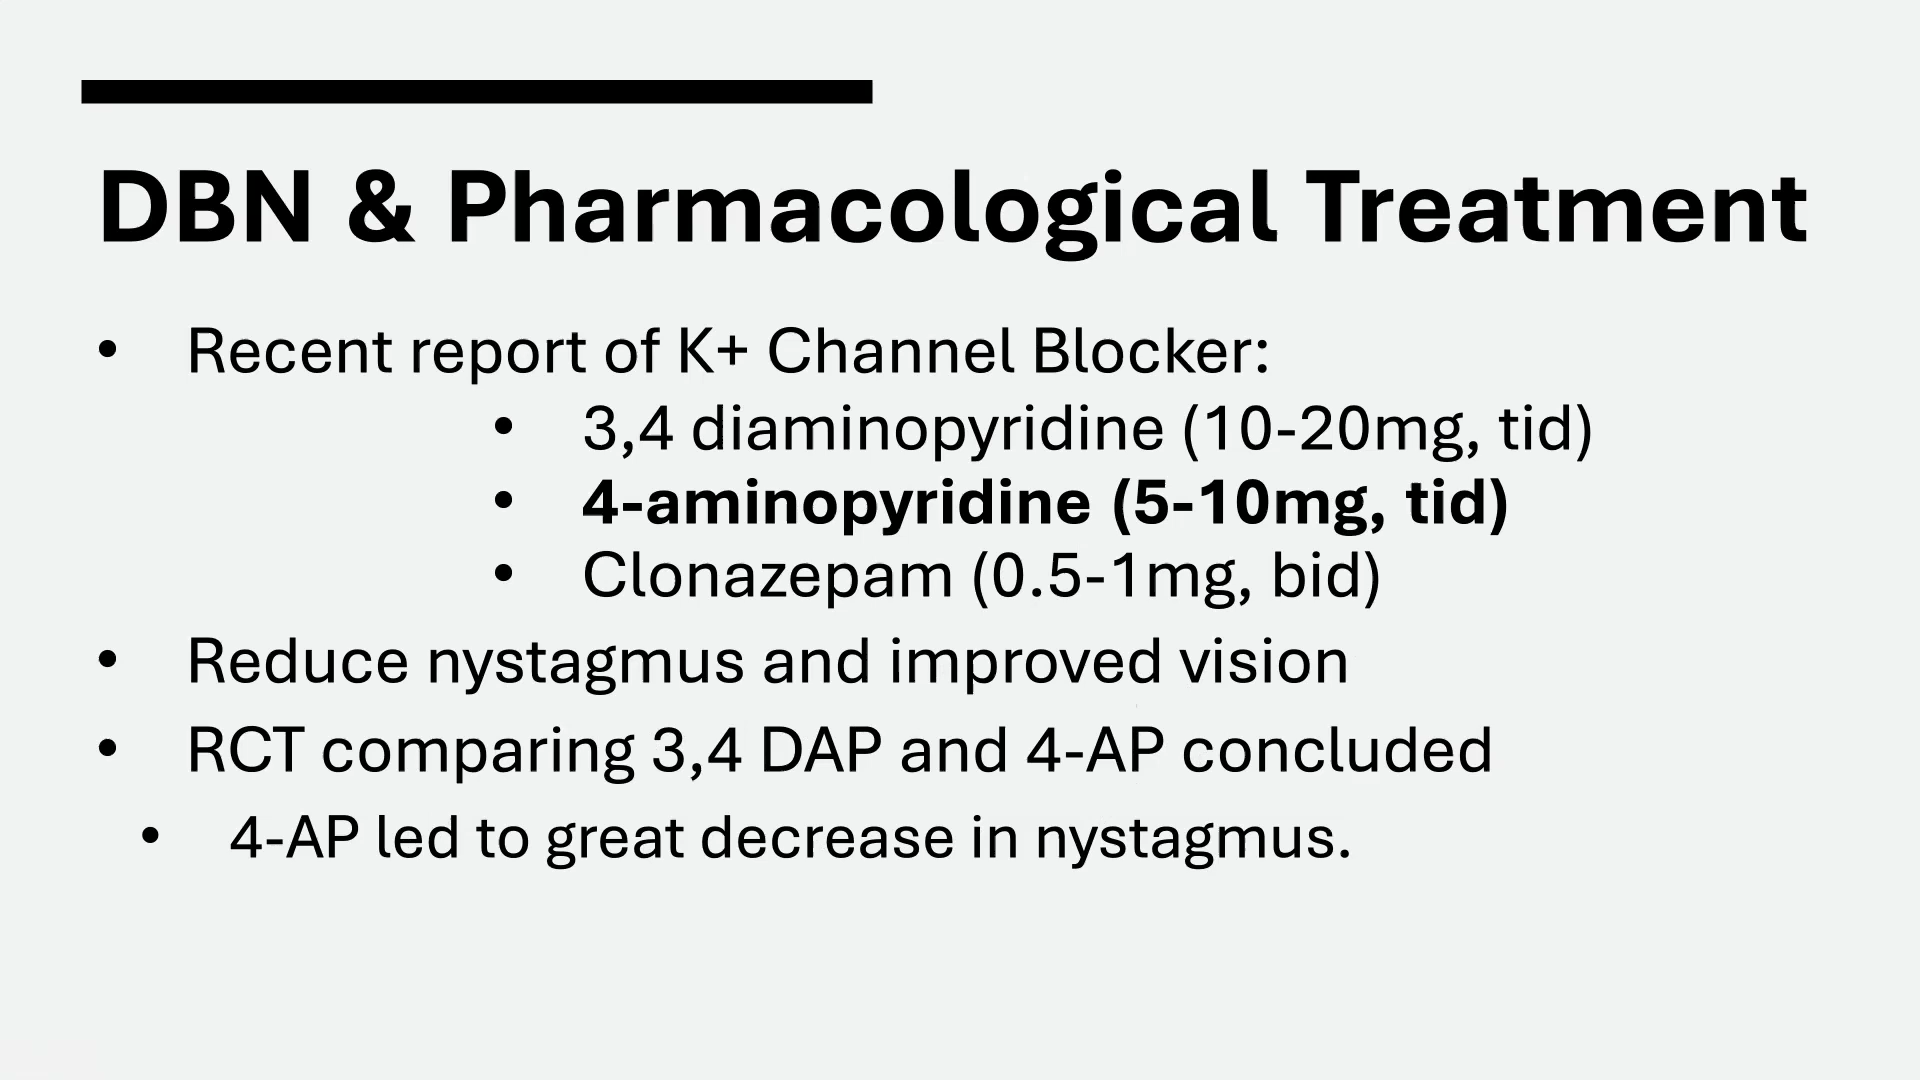 DBN & Pharmacological Treatment
• Recent report of K+ Channel Blocker:
• 3,4 diaminopyridine (10-20mg, tid)
• 4-aminopyridine (5-10mg, tid)
• Clonazepam (0.5-1mg, bid)
• Reduce nystagmus and improved vision
• RCT comparing 3,4 DAP and 4-AP concluded
• 4-AP led to great decrease in nystagmus.